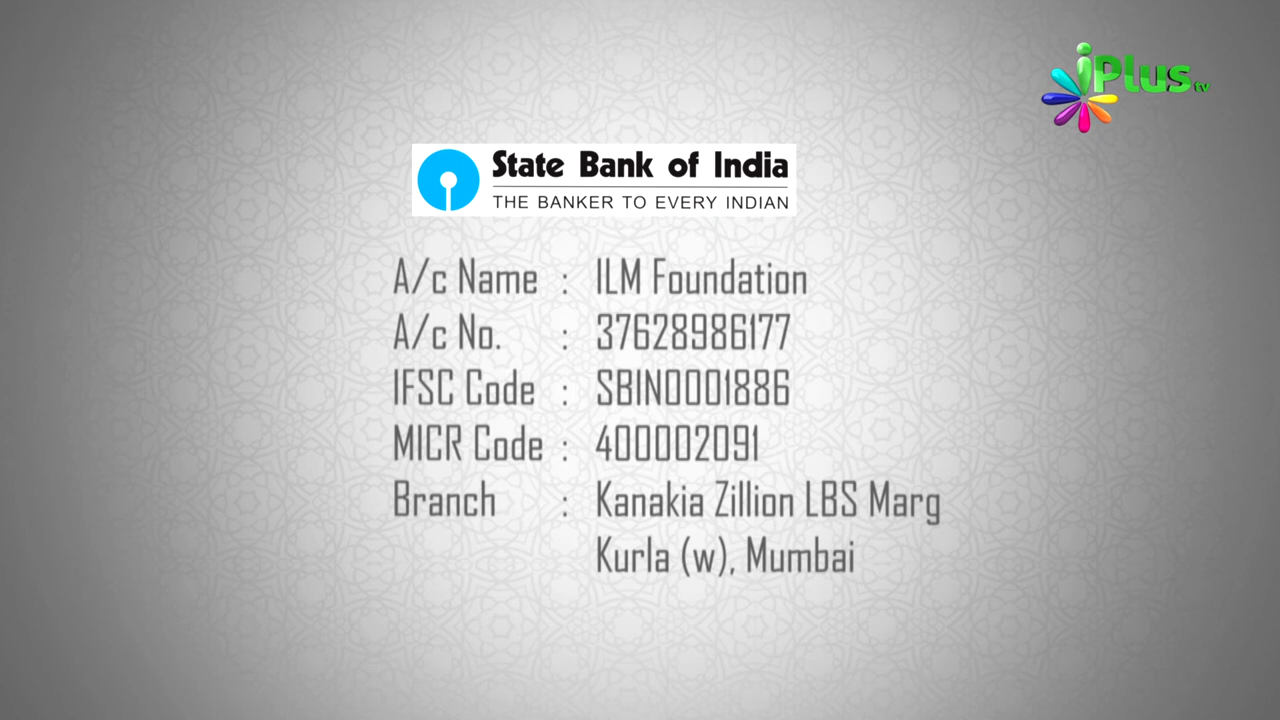 iPlus tv
State Bank of India
THE BANKER TO EVERY INDIAN
A/c Name : ILM Foundation
A/c No. : 37628986177
IFSC Code : SBIN0001886
MICR Code : 400002091
Branch : Kanakia Zillion LBS Marg
Kurla (w), Mumbai